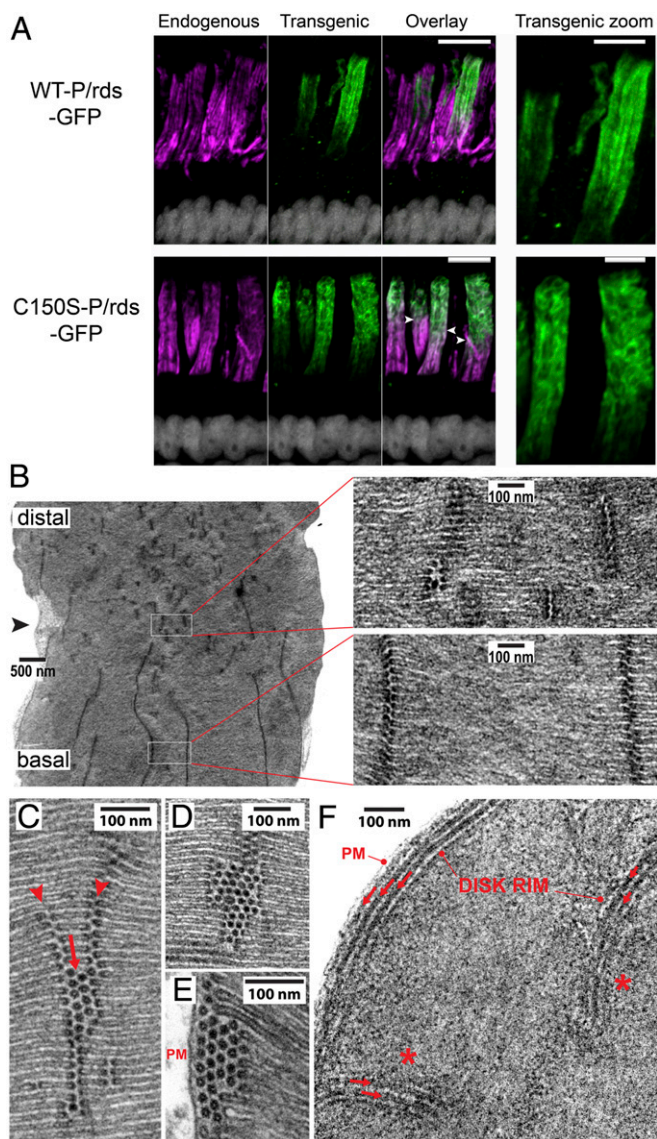 A
Endogenous Transgenic Overlay Transgenic zoom
WT-P/rds
-GFP
C150S-P/rds
-GFP
B
distal
500 nm
basal
100 nm
100 nm
C
100 nm
D
100 nm
E
100 nm
PM
F
100 nm
PM
DISK RIM
*
*